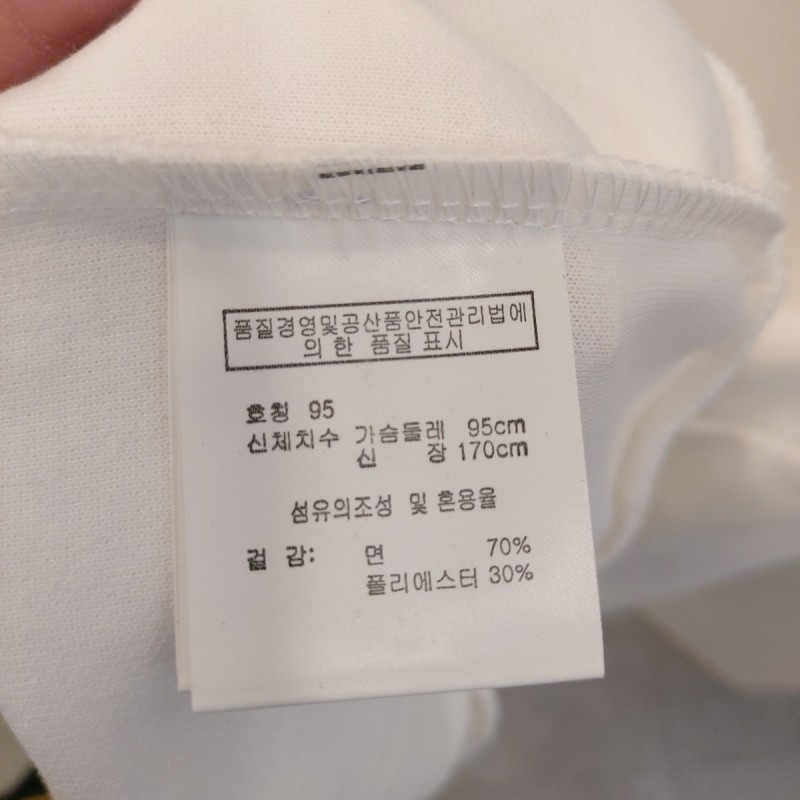 품질경영및공산품안전관리법에
의 한 품질 표시
호칭 95
신체치수 가슴둘레 95cm
신 장 170cm
섬유의조성 및 혼용율
겉 감: 면 70%
폴리에스터 30%